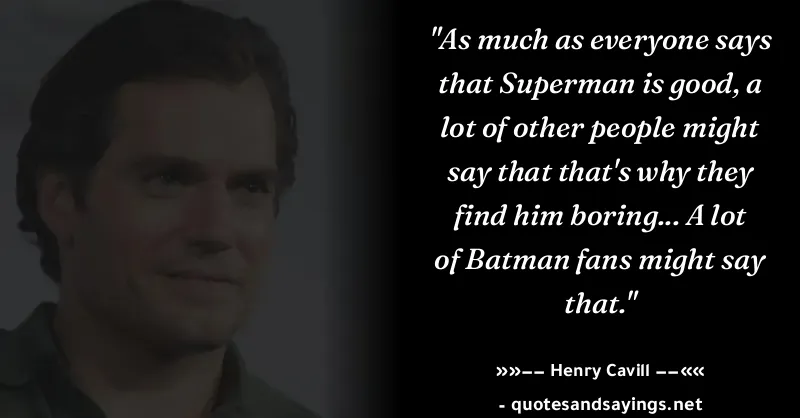 "As much as everyone says
that Superman is good, a
lot of other people might
say that that's why they
find him boring... A lot
of Batman fans might say
that."
»»−− Henry Cavill −−««
- quotesandsayings.net